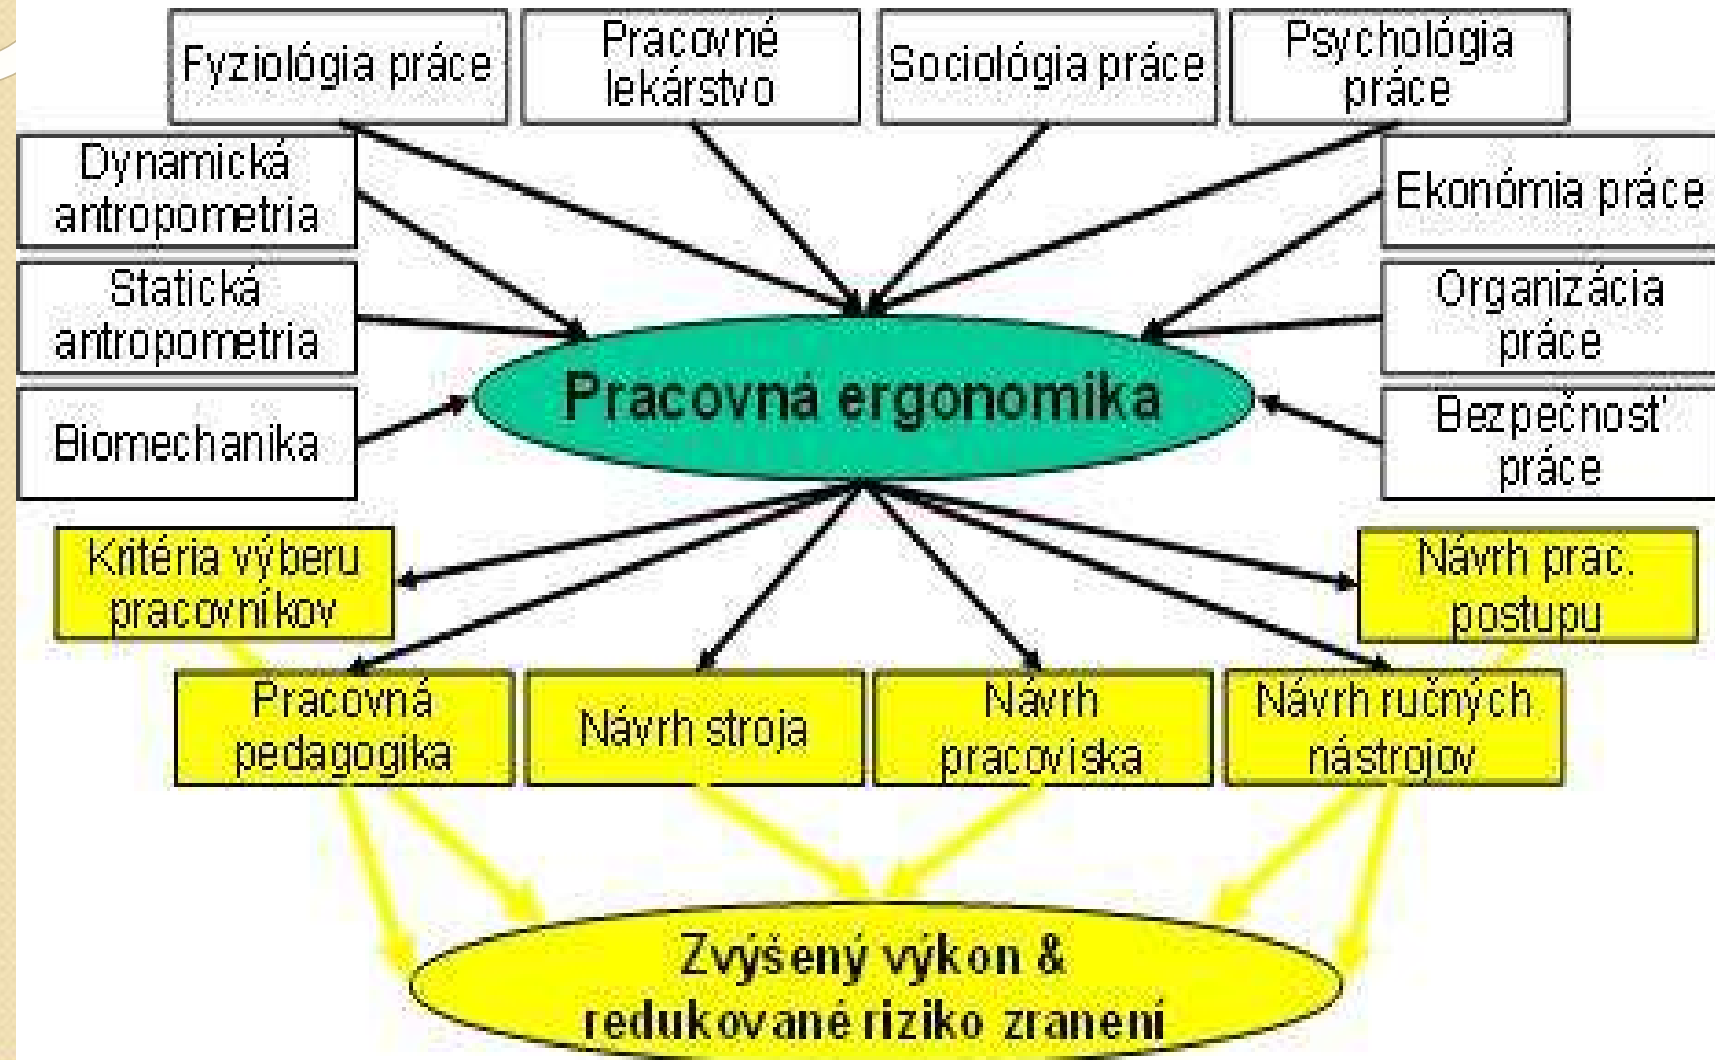 Fyziológia práce
Pracovné
lekárstvo
Sociológia práce
Psychológia
práce
Dynamická
antropometria
Ekonómia práce
Statická
antropometria
Organizácia
práce
Pracovná ergonomika
Biomechanika
Bezpečnosť
práce
Kritéria výberu
pracovníkov
Návrh prac.
postupu
Pracovná
pedagogika
Návrh stroja
Návrh
pracoviska
Návrh ručných
nástrojov
Zvýšený výkon &
redukované riziko zranení